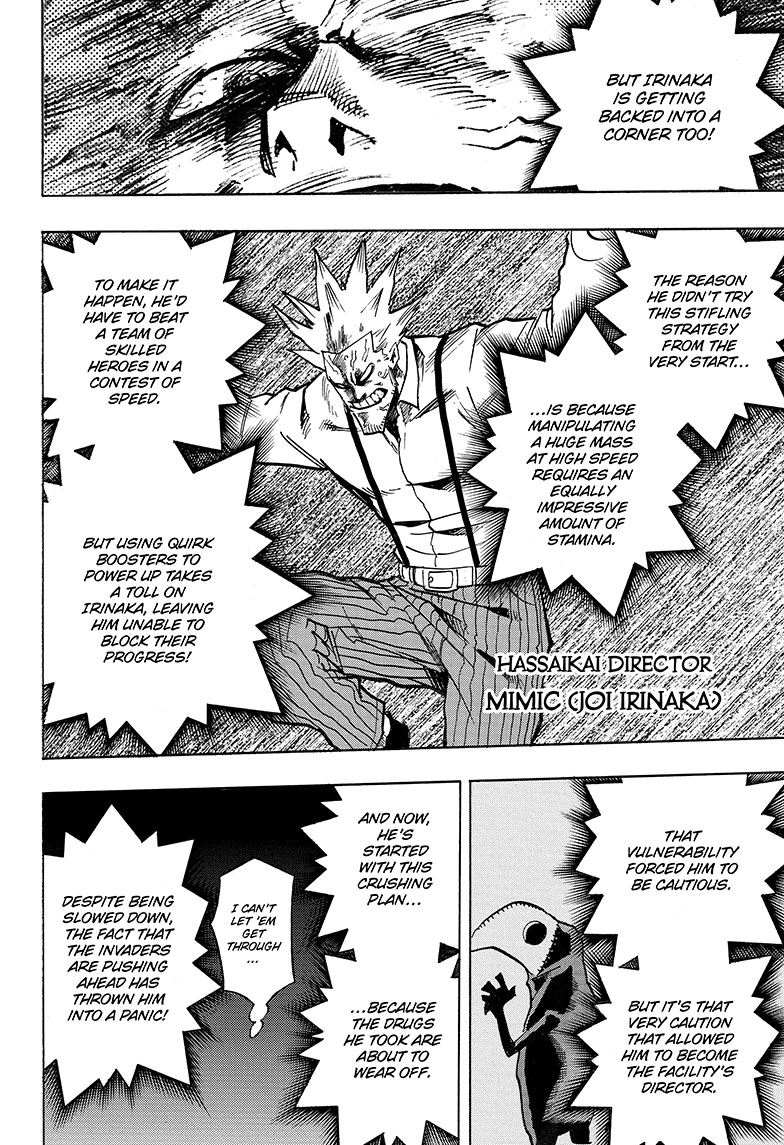 BUT IRINAKA
IS GETTING
BACKED INTO A
CORNER TOO!
THE REASON
HE DIDN'T TRY
THIS STIFLING
STRATEGY
FROM THE
VERY START...
...IS BECAUSE
MANIPULATING
A HUGE MASS
AT HIGH SPEED
REQUIRES AN
EQUALLY
IMPRESSIVE
AMOUNT OF
STAMINA.
TO MAKE IT
HAPPEN, HE'D
HAVE TO BEAT
A TEAM OF
SKILLED
HEROES IN A
CONTEST OF
SPEED.
BUT USING QUIRK
BOOSTERS TO
POWER UP TAKES
A TOLL ON
IRINAKA, LEAVING
HIM UNABLE TO
BLOCK THEIR
PROGRESS!
HASSAIKAI DIRECTOR
MIMIC (JOI IRINAKA)
THAT
VULNERABILITY
FORCED HIM TO
BE CAUTIOUS.
BUT IT'S THAT
VERY CAUTION
THAT ALLOWED
HIM TO BECOME
THE FACILITY'S
DIRECTOR.
AND NOW,
HE'S
STARTED
WITH THIS
CRUSHING
PLAN...
...BECAUSE
THE DRUGS
HE TOOK ARE
ABOUT TO
WEAR OFF.
I CAN'T
LET 'EM
GET
THROUGH
...
DESPITE BEING
SLOWED DOWN,
THE FACT THAT
THE INVADERS
ARE PUSHING
AHEAD HAS
THROWN HIM
INTO A PANIC!